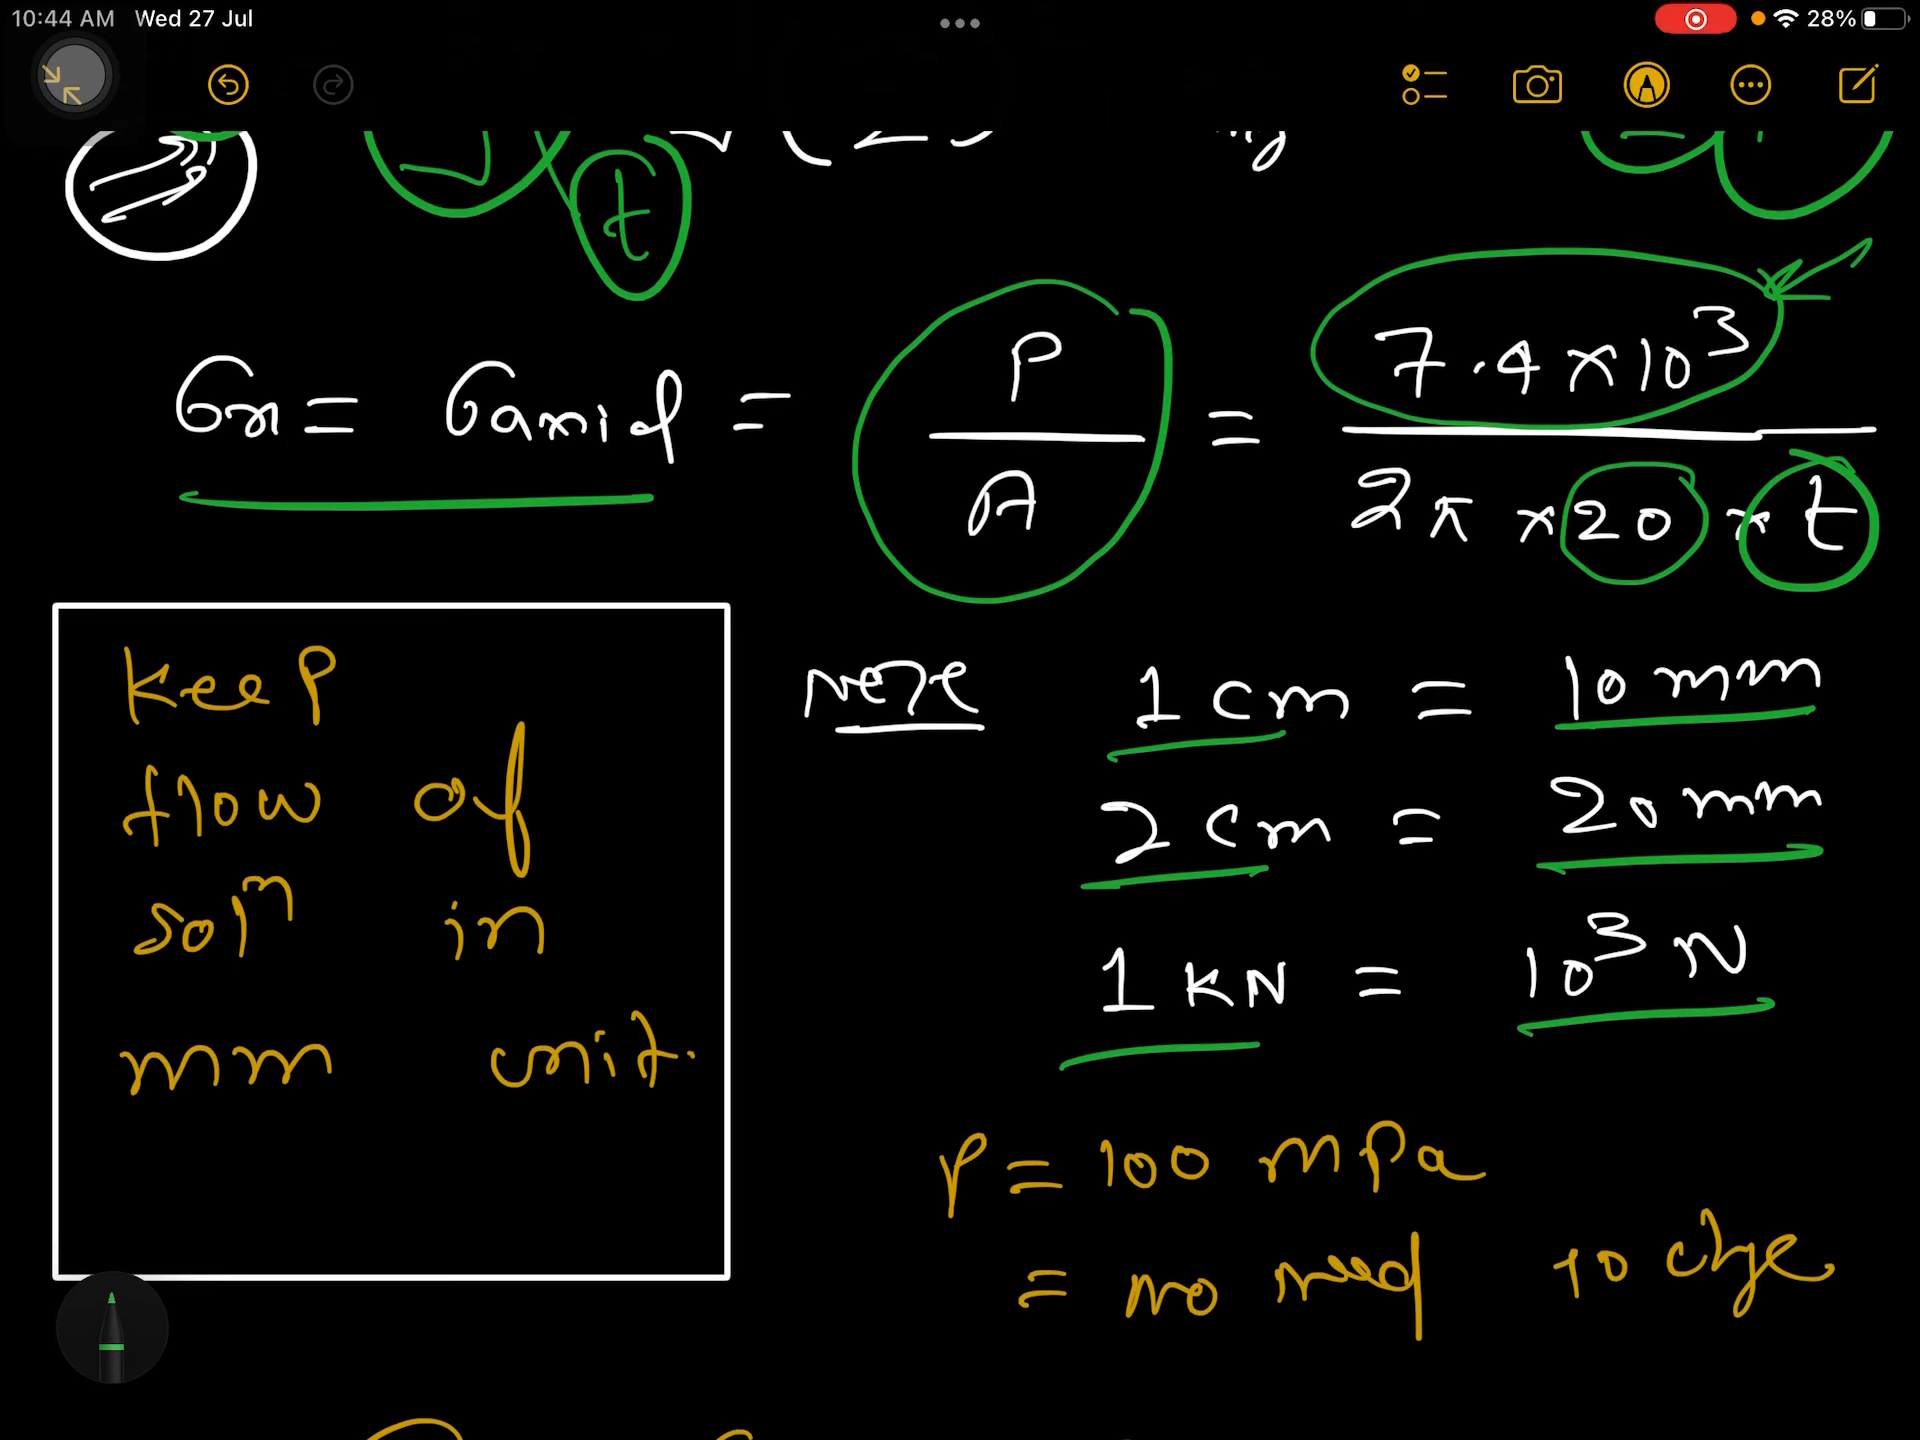 10:44 AM Wed 27 Jul
28%
t
σx = σaxial = P / A = 7.4 × 10³ / 2π × 20 × t
Keep
flow of
solⁿ in
mm unit.
Note
1 cm = 10 mm
2 cm = 20 mm
1 KN = 10³ N
P = 100 mPa
= no need to chge